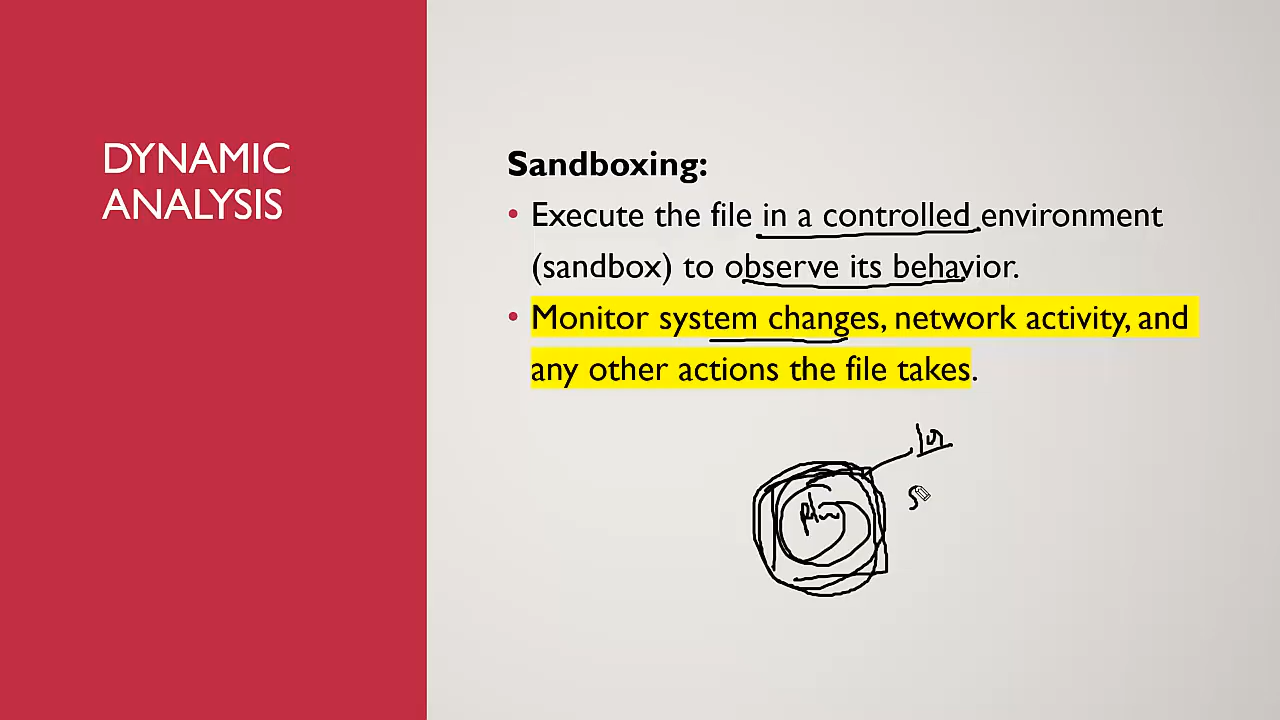 DYNAMIC
ANALYSIS
Sandboxing:
• Execute the file in a controlled environment
(sandbox) to observe its behavior.
• Monitor system changes, network activity, and
any other actions the file takes.